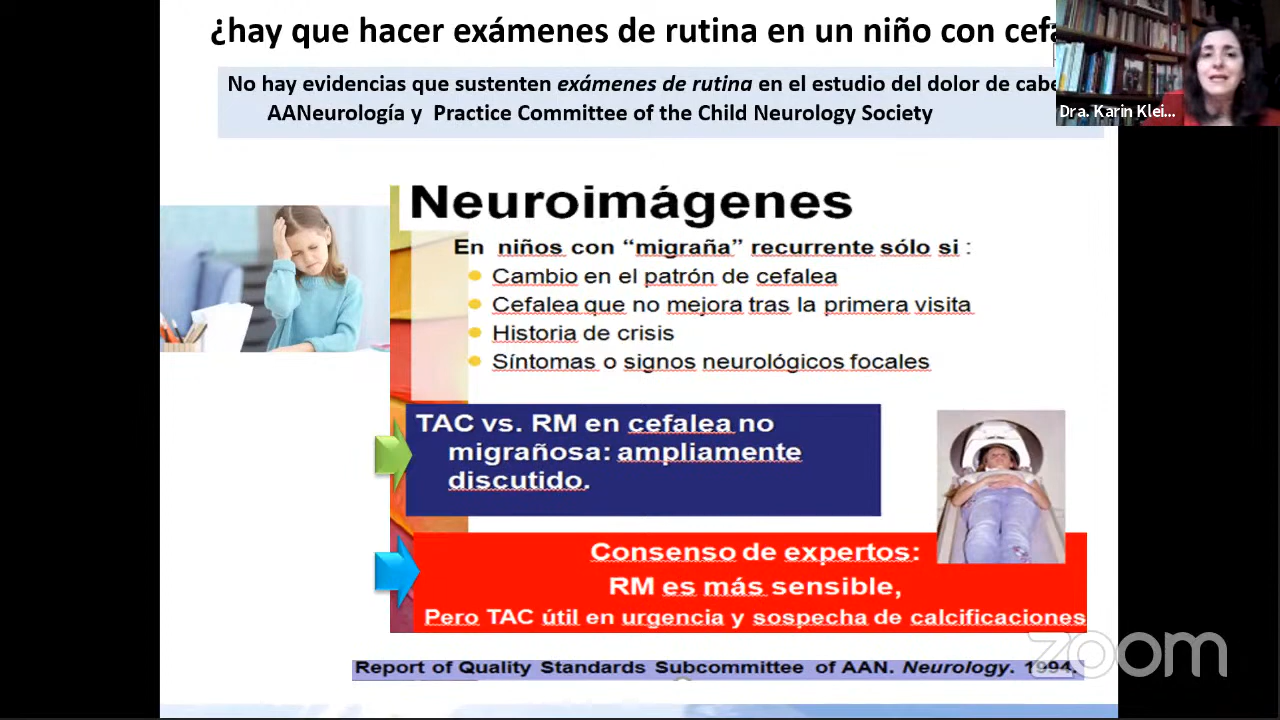 ¿hay que hacer exámenes de rutina en un niño con cefa
No hay evidencias que sustenten exámenes de rutina en el estudio del dolor de cabe
AANeurología y Practice Committee of the Child Neurology Society
Dra. Karin Klei...
Neuroimágenes
En niños con “migraña” recurrente sólo si :
Cambio en el patrón de cefalea
Cefalea que no mejora tras la primera visita
Historia de crisis
Síntomas o signos neurológicos focales
TAC vs. RM en cefalea no
migrañosa: ampliamente
discutido.
Consenso de expertos:
RM es más sensible,
Pero TAC útil en urgencia y sospecha de calcificaciones
Report of Quality Standards Subcommittee of AAN. Neurology. 1994.
zoom